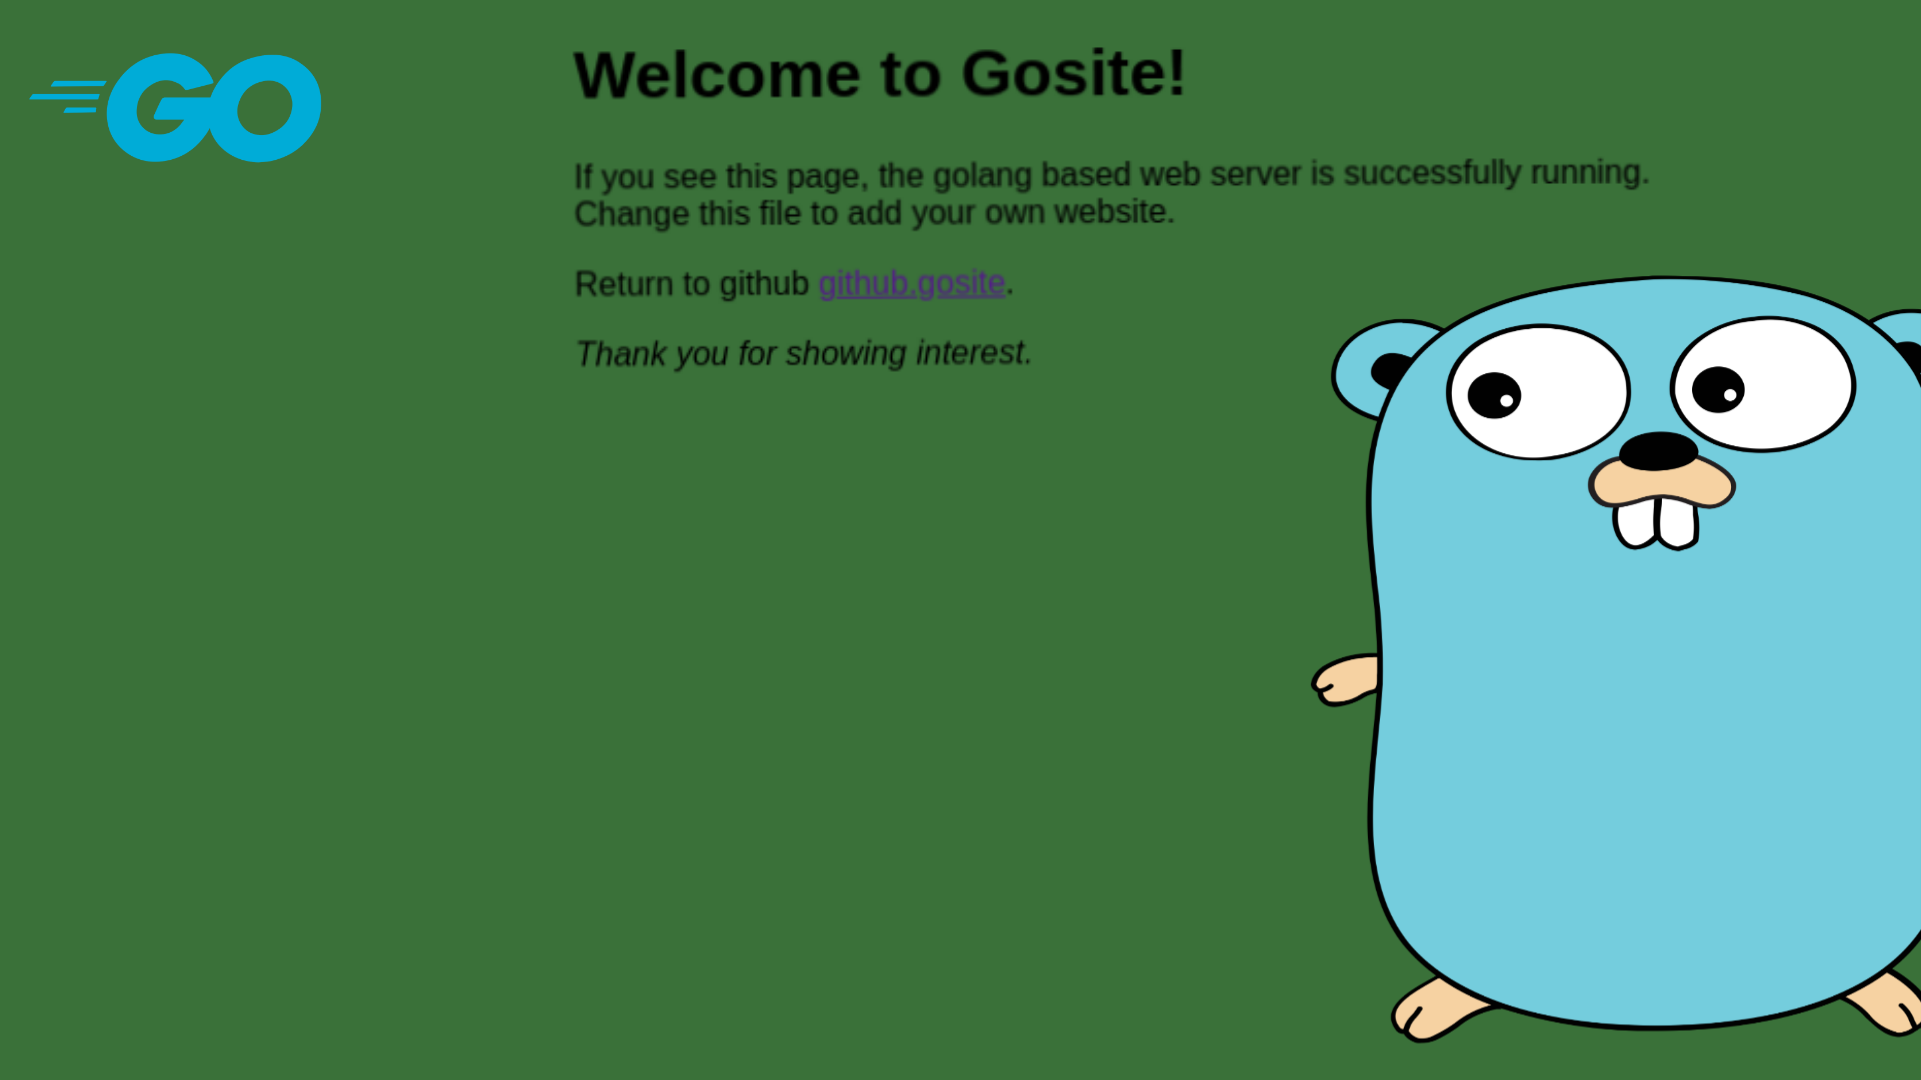 GO
Welcome to Gosite!
If you see this page, the golang based web server is successfully running.
Change this file to add your own website.
Return to github github.gosite.
Thank you for showing interest.